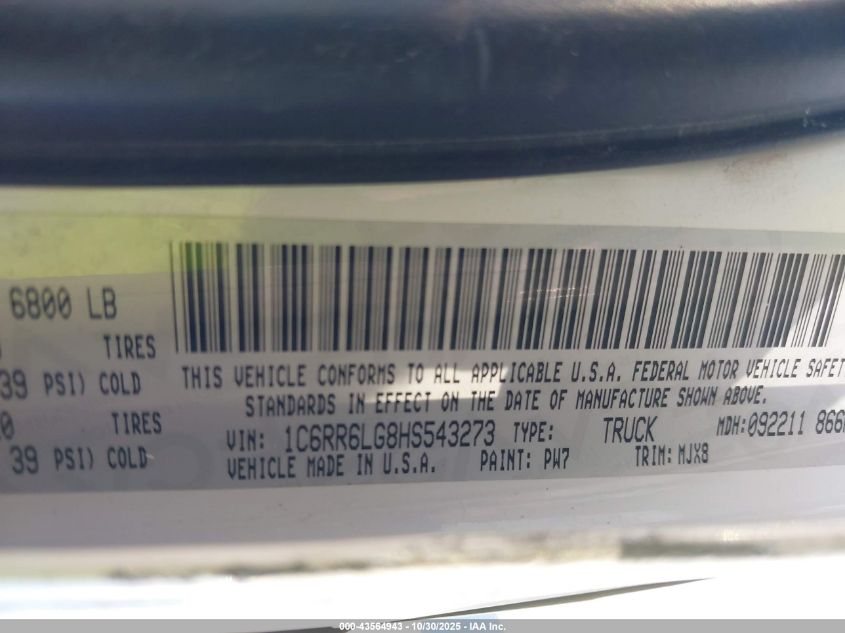 6800 LB
TIRES
39 PSI) COLD
TIRES
39 PSI) COLD
THIS VEHICLE CONFORMS TO ALL APPLICABLE U.S.A. FEDERAL MOTOR VEHICLE SAFET
STANDARDS IN EFFECT ON THE DATE OF MANUFACTURE SHOWN ABOVE.
VIN: 1C6RR6LG8HS543273 TYPE: TRUCK MDH:092211 866
VEHICLE MADE IN U.S.A. PAINT: PW7 TRIM: MJX8
000-43564943 - 10/30/2025 - IAA Inc.